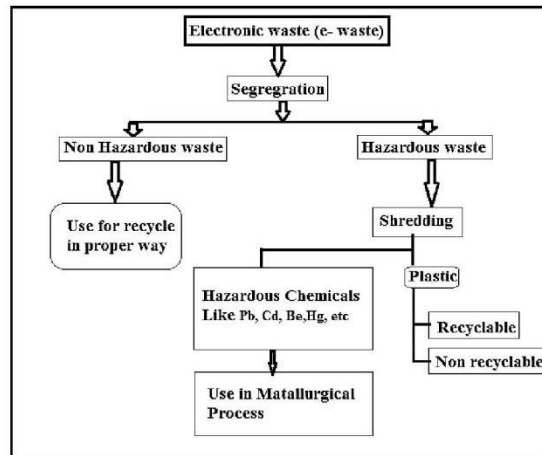 Electronic waste (e- waste)
Segregration
Non Hazardous waste
Hazardous waste
Use for recycle
in proper way
Shredding
Hazardous Chemicals
Like Pb, Cd, Be,Hg, etc
Plastic
Recyclable
Non recyclable
Use in Matallurgical
Process